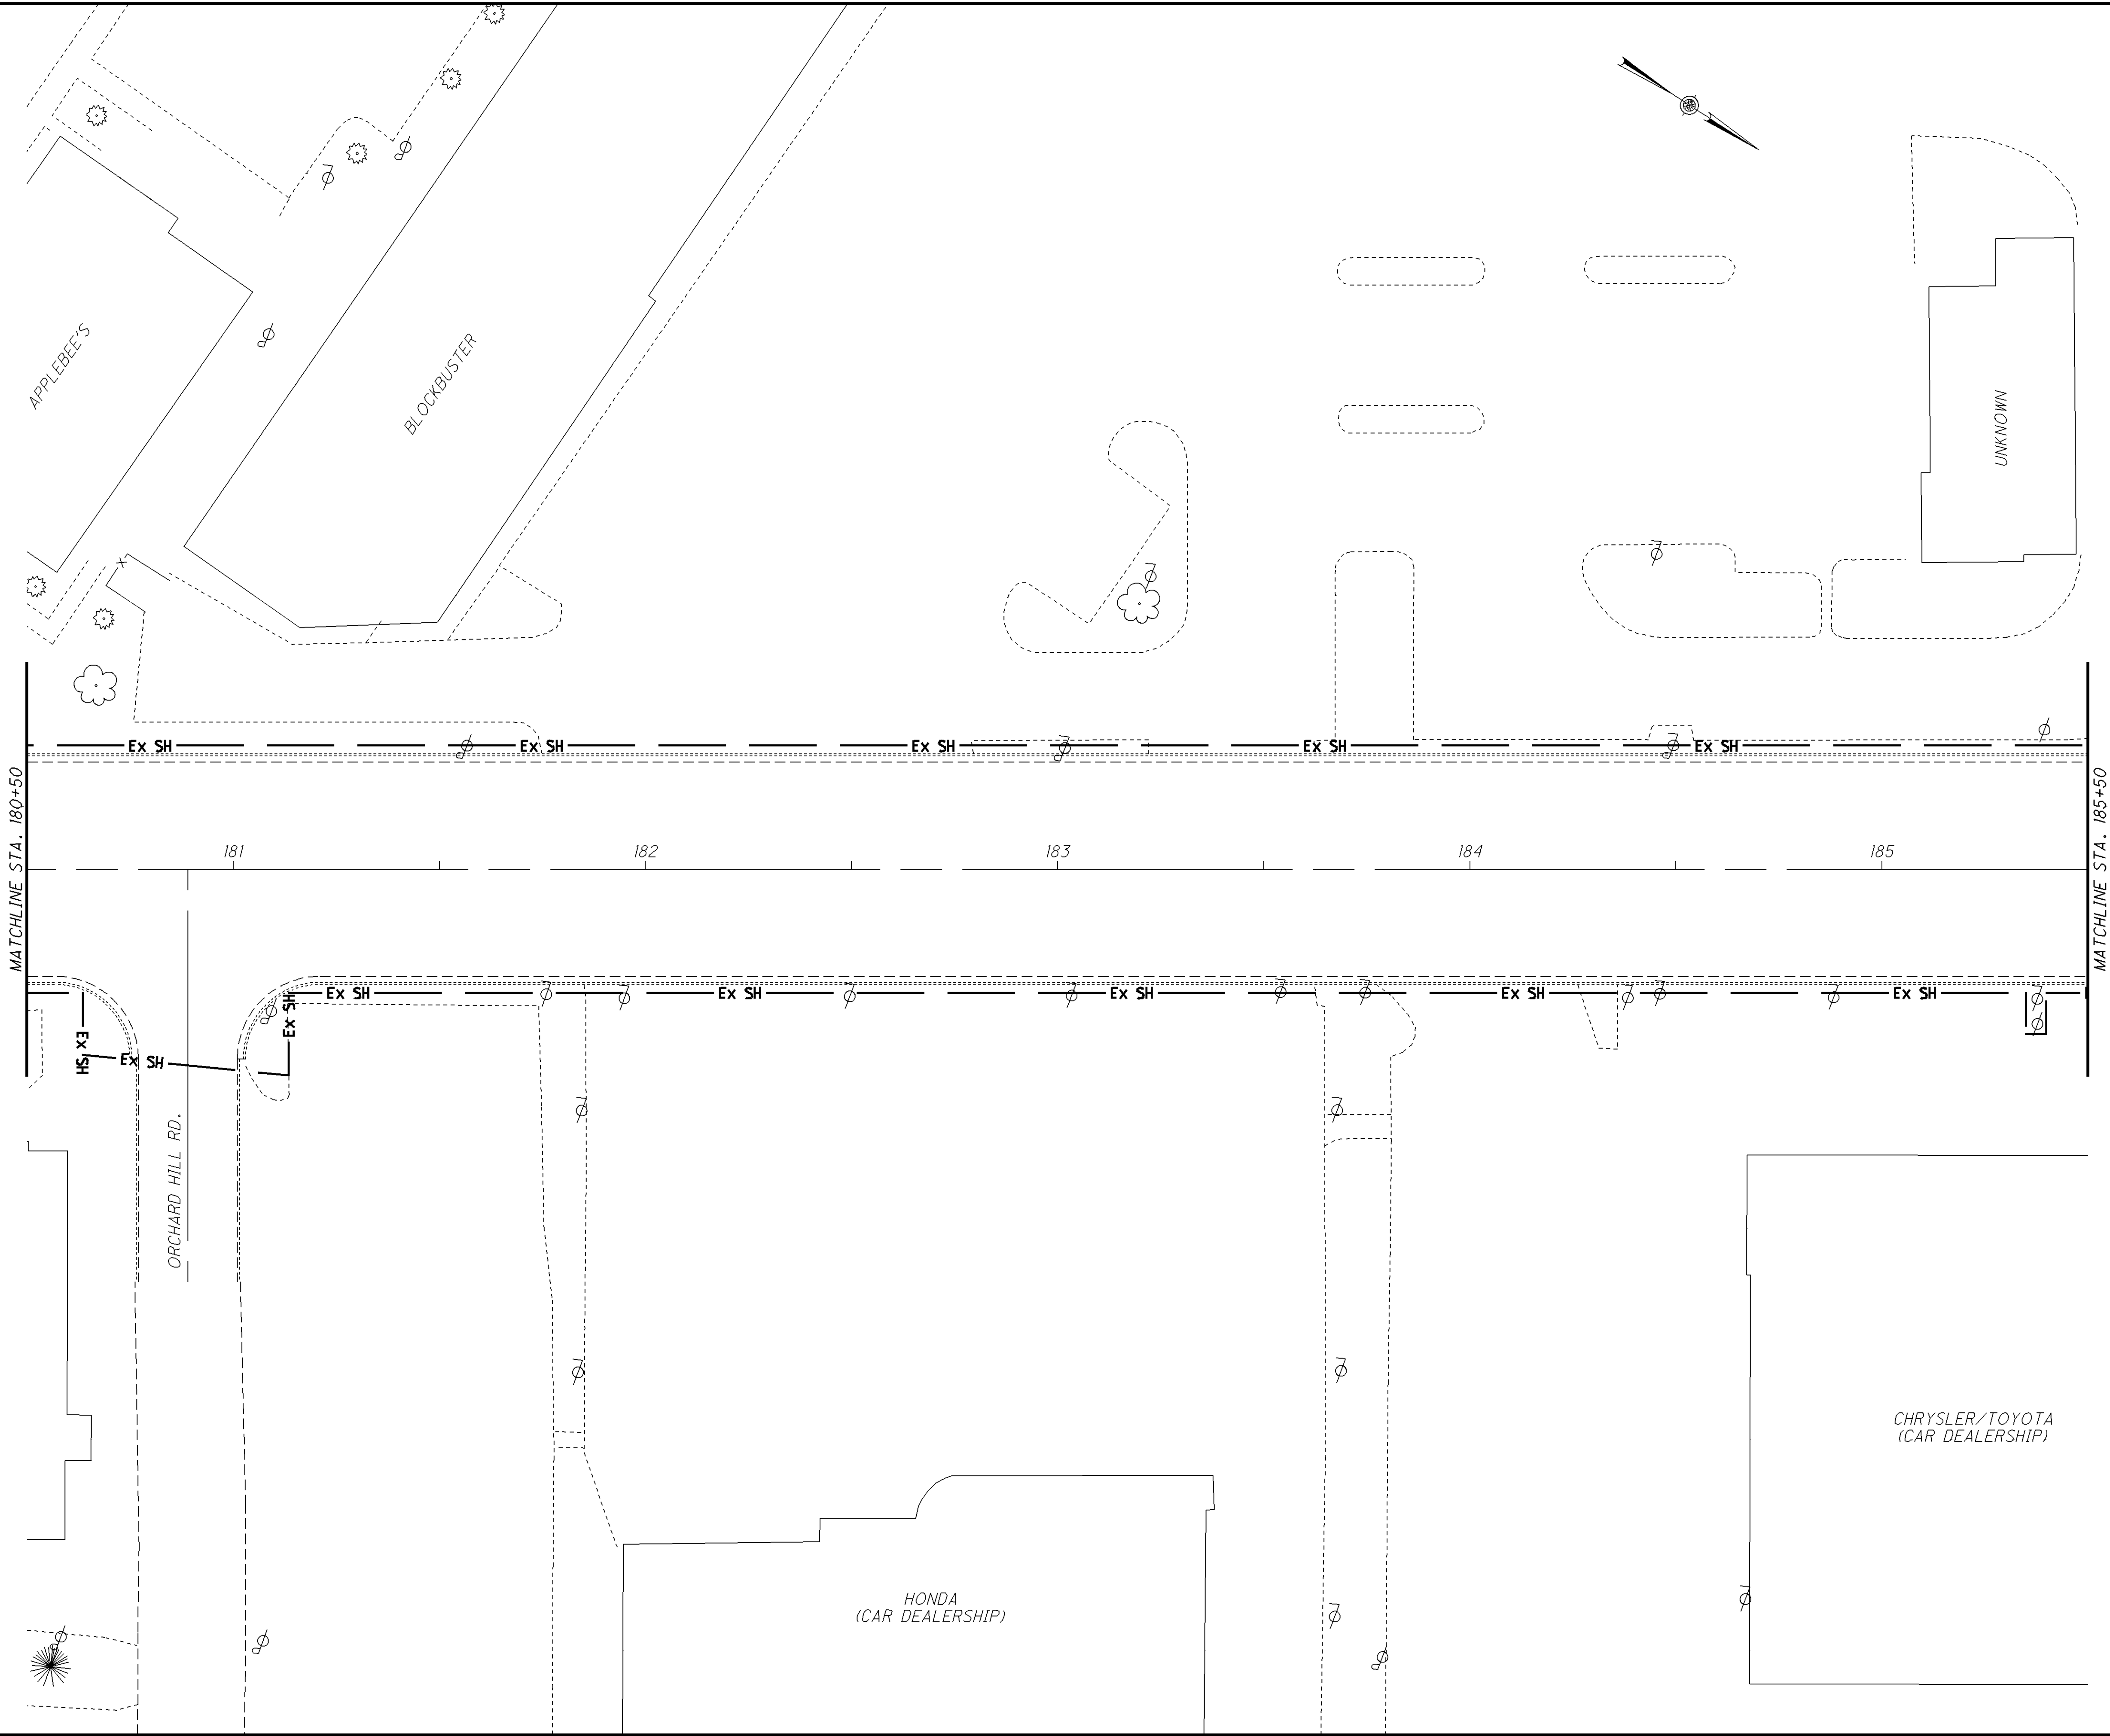 APPLEBEE'S
BLOCKBUSTER
UNKNOWN
Ex SH
Ex SH
Ex SH
Ex SH
Ex SH
MATCHLINE STA. 180+50
181
182
183
184
185
MATCHLINE STA. 185+50
Ex SH
Ex SH
Ex SH
Ex SH
Ex SH
Ex SH
Ex SH
Ex SH
ORCHARD HILL RD.
CHRYSLER/TOYOTA
(CAR DEALERSHIP)
HONDA
(CAR DEALERSHIP)